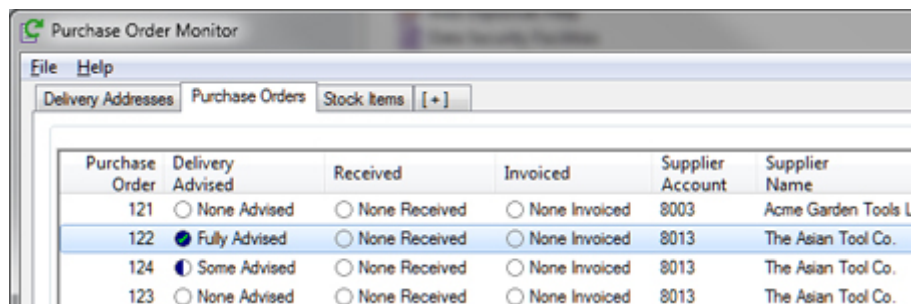 Purchase Order Monitor
File Help
Delivery Addresses Purchase Orders Stock Items [+]
Purchase Order Delivery Advised Received Invoiced Supplier Account Supplier Name
121 None Advised None Received None Invoiced 8003 Acme Garden Tools L
122 Fully Advised None Received None Invoiced 8013 The Asian Tool Co.
124 Some Advised None Received None Invoiced 8013 The Asian Tool Co.
123 None Advised None Received None Invoiced 8013 The Asian Tool Co.